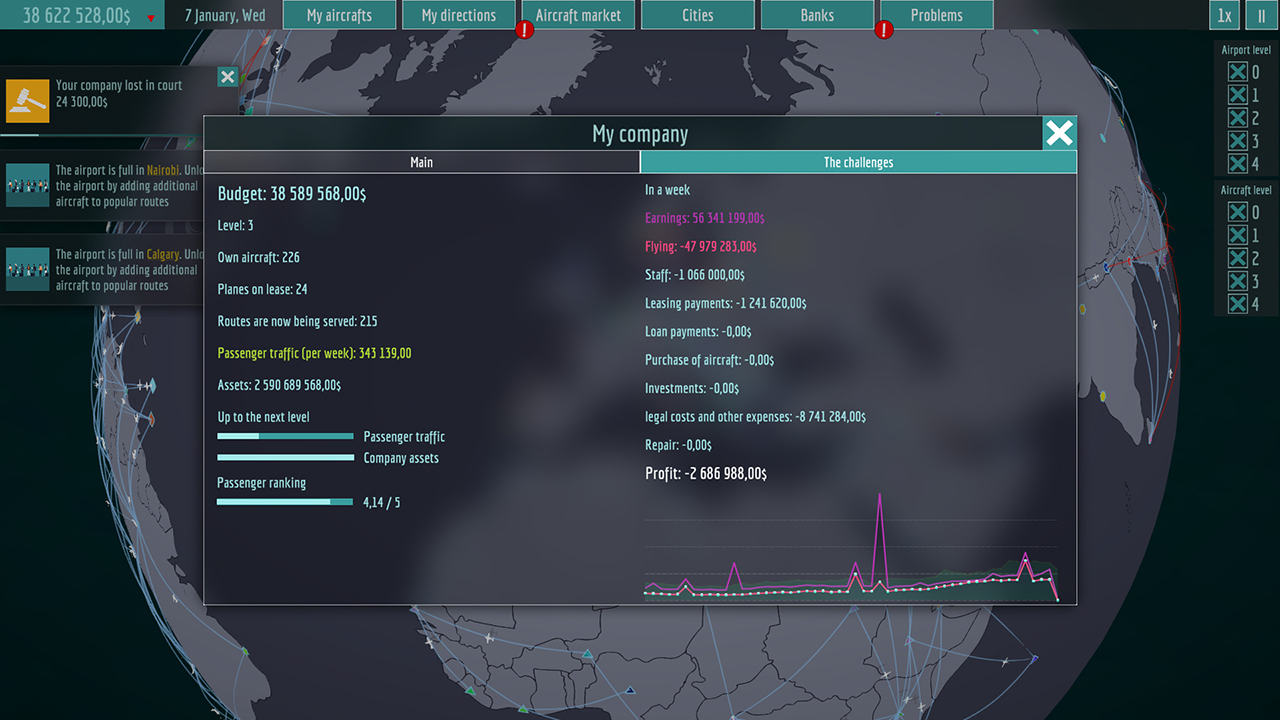 38 622 528,00$
7 January, Wed
My aircrafts
My directions
Aircraft market
Cities
Banks
Problems
1x
!
!
Airport level
0
1
2
3
4
Aircraft level
0
1
2
3
4
Your company lost in court
24 300,00$
The airport is full in Nairobi. Unlo
the airport by adding additional
aircraft to popular routes
The airport is full in Calgary. Unlo
the airport by adding additional
aircraft to popular routes
My company
Main
The challenges
Budget: 38 589 568,00$
Level: 3
Own aircraft: 226
Planes on lease: 24
Routes are now being served: 215
Passenger traffic (per week): 343 139,00
Assets: 2 590 689 568,00$
Up to the next level
Passenger traffic
Company assets
Passenger ranking
4,14 / 5
In a week
Earnings: 56 341 199,00$
Flying: -47 979 283,00$
Staff: -1 066 000,00$
Leasing payments: -1 241 620,00$
Loan payments: -0,00$
Purchase of aircraft: -0,00$
Investments: -0,00$
legal costs and other expenses: -8 741 284,00$
Repair: -0,00$
Profit: -2 686 988,00$